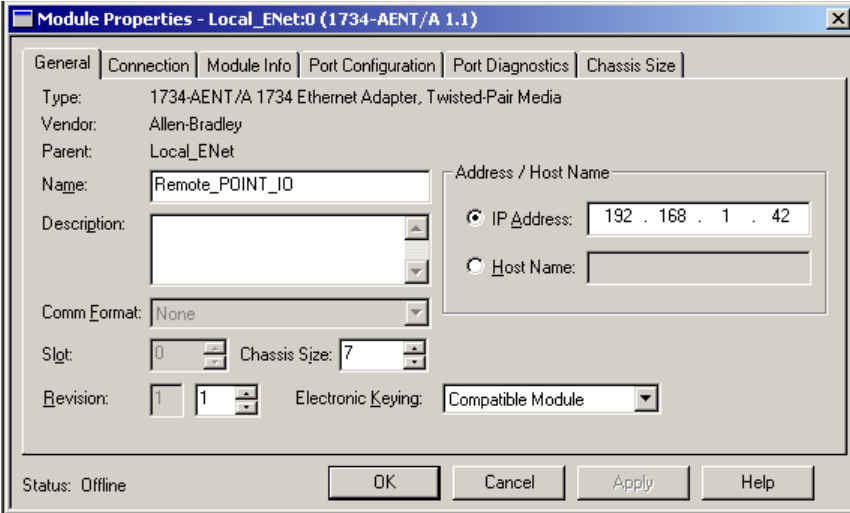 Module Properties - Local_ENet:0 (1734-AENT/A 1.1)
General Connection Module Info Port Configuration Port Diagnostics Chassis Size
Type: 1734-AENT/A 1734 Ethernet Adapter, Twisted-Pair Media
Vendor: Allen-Bradley
Parent: Local_ENet
Name: Remote_POINT_IO
Address / Host Name
IP Address: 192 . 168 . 1 . 42
Description:
Host Name:
Comm Format: None
Slot: 0 Chassis Size: 7
Revision: 1 1 Electronic Keying: Compatible Module
Status: Offline OK Cancel Apply Help